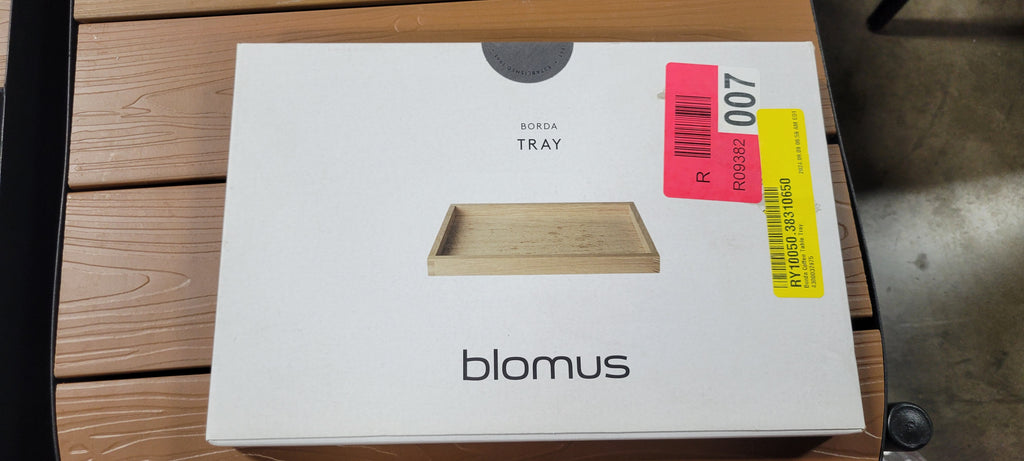 BORDA
TRAY
blomus
R
R09382
007
RY10050.38310650
Borda Coffee Table Tray